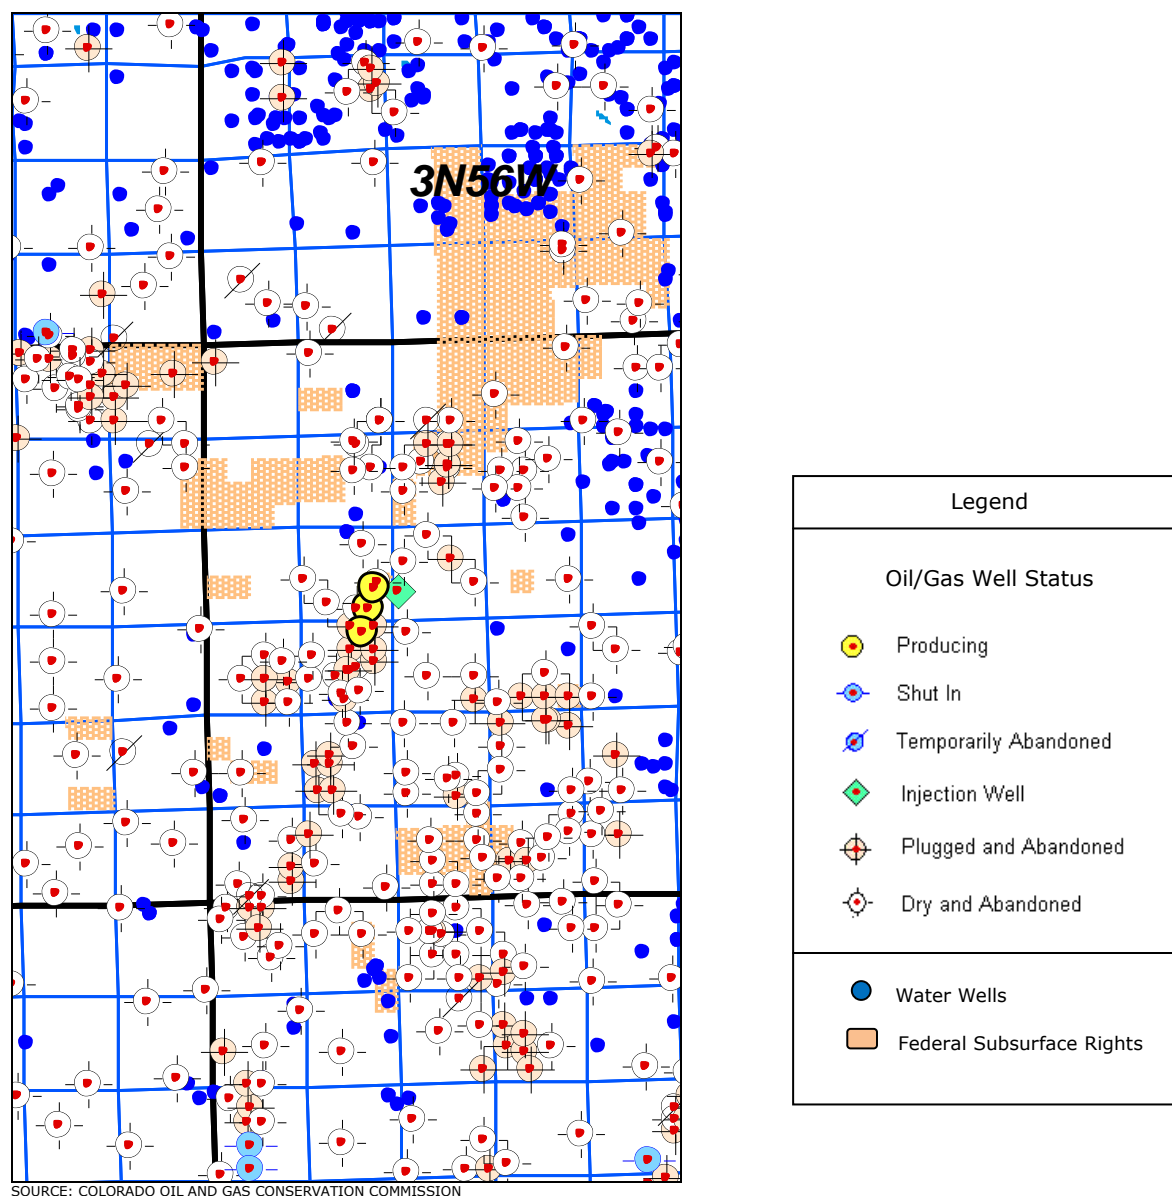 3N56W
Legend
Oil/Gas Well Status
Producing
Shut In
Temporarily Abandoned
Injection Well
Plugged and Abandoned
Dry and Abandoned
Water Wells
Federal Subsurface Rights
SOURCE: COLORADO OIL AND GAS CONSERVATION COMMISSION